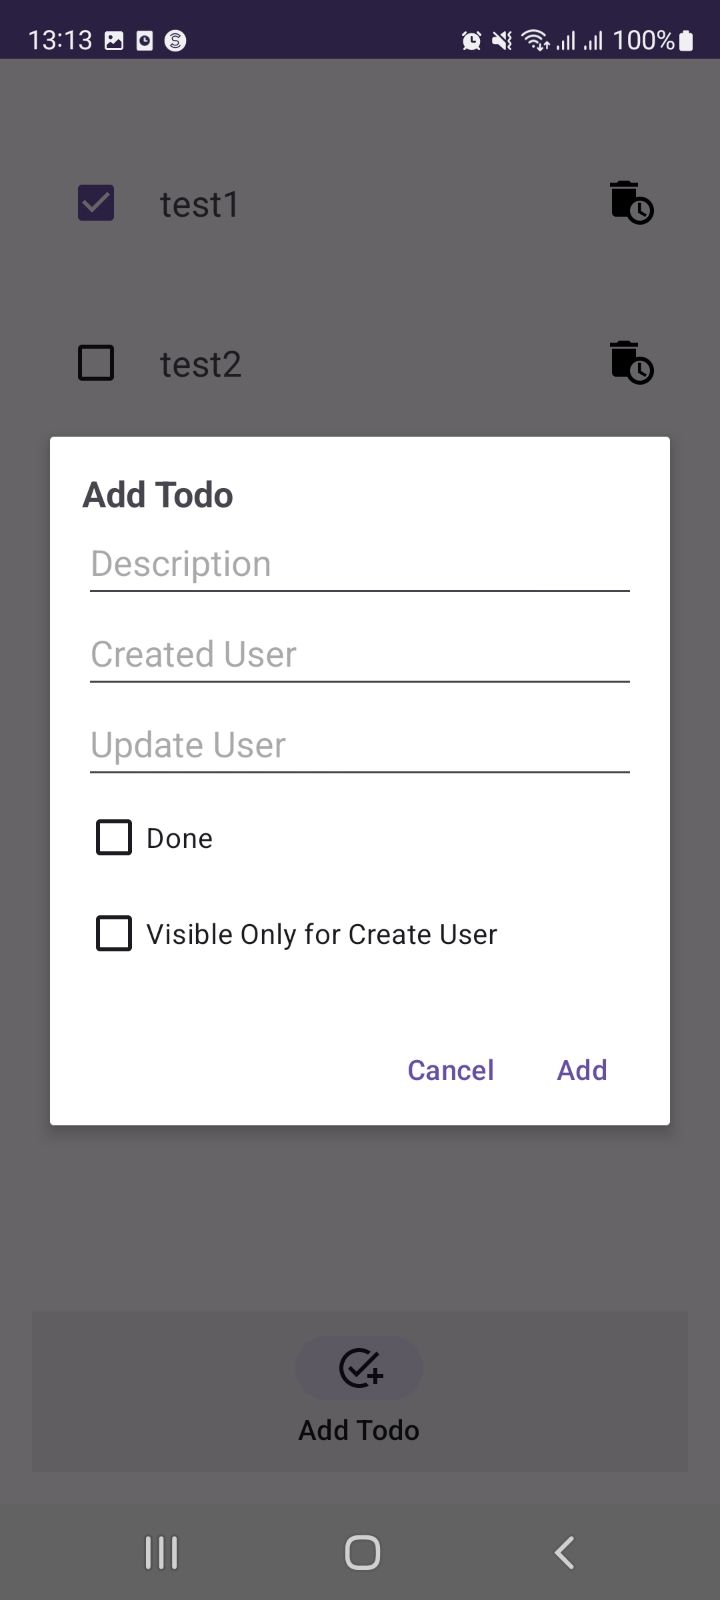 13:13 100%
test1
test2
Add Todo
Description
Created User
Update User
Done
Visible Only for Create User
Cancel Add
Add Todo